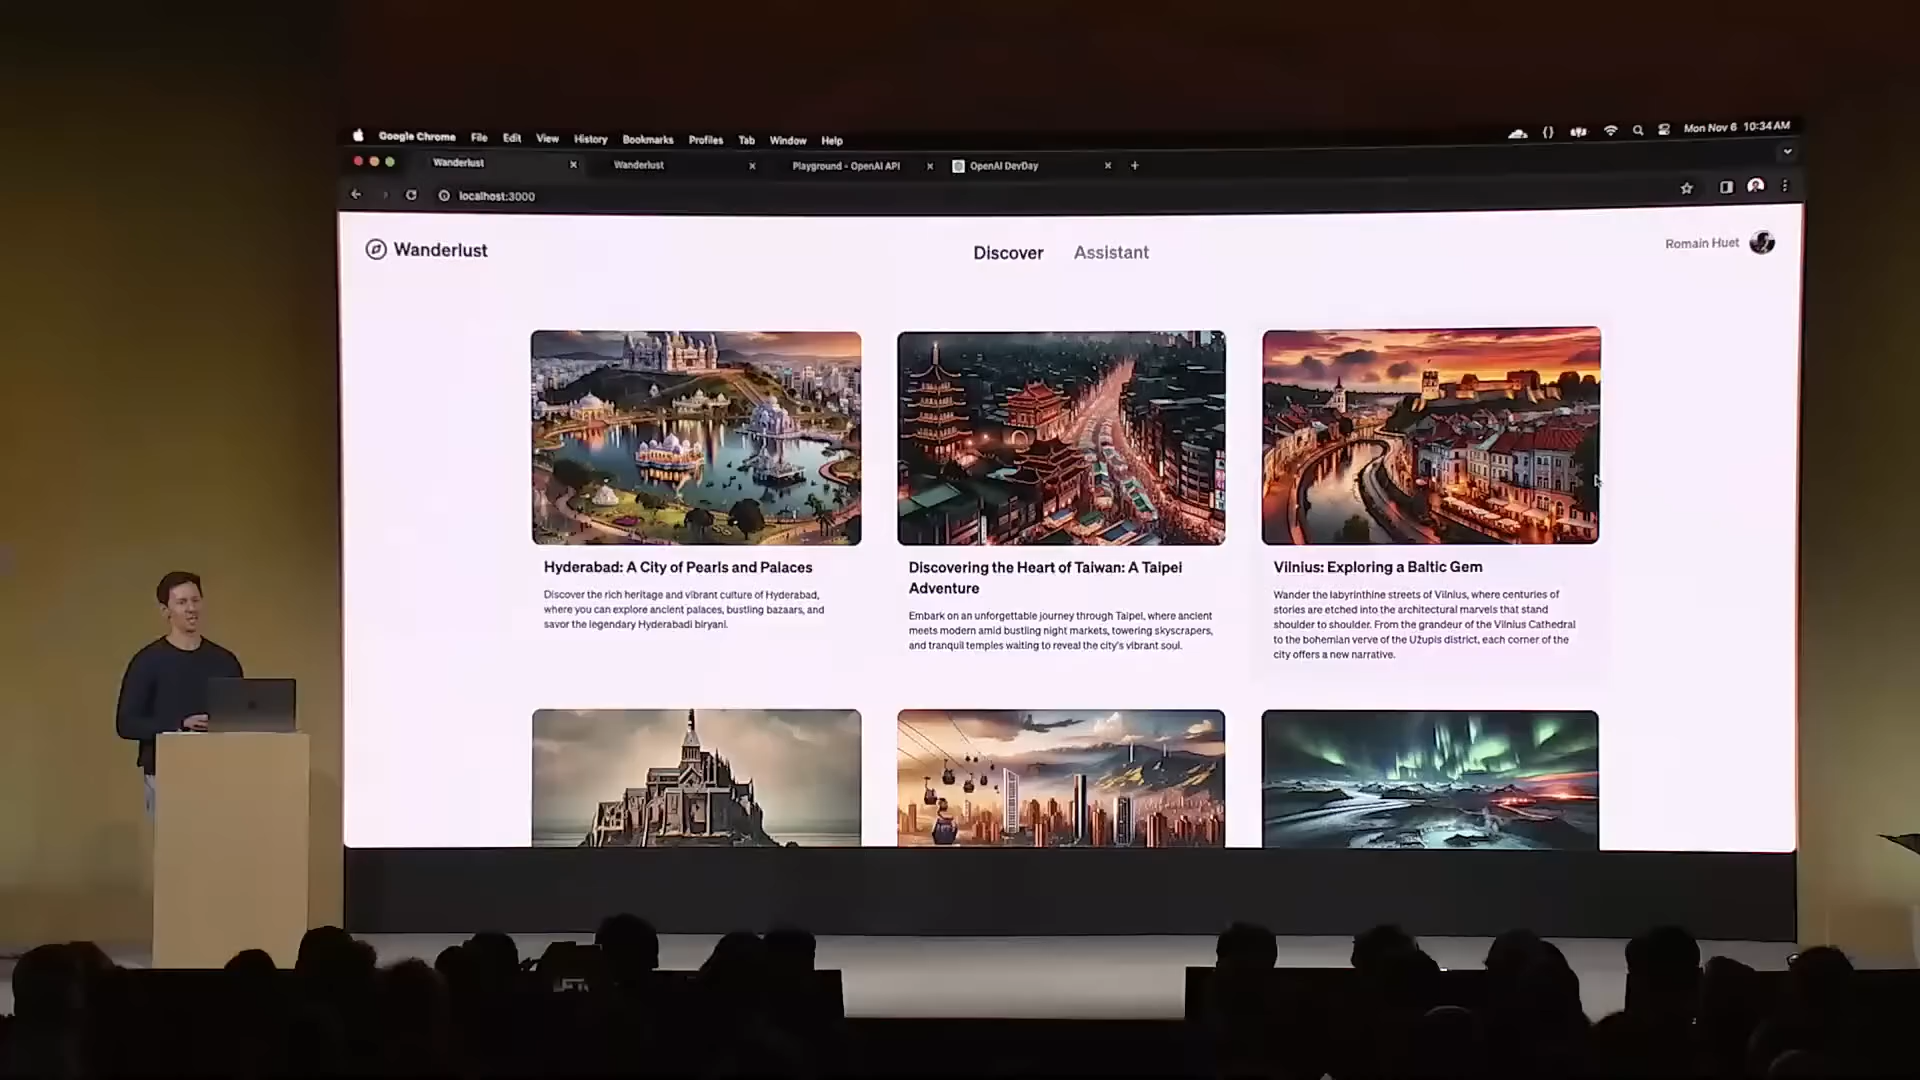 Google Chrome File Edit View History Bookmarks Profiles Tab Window Help
Mon Nov 6 10:34 AM
Wanderlust
Wanderlust
Playground - OpenAI API
OpenAI DevDay
localhost:3000
Wanderlust
Discover
Assistant
Romain Huet
Hyderabad: A City of Pearls and Palaces
Discover the rich heritage and vibrant culture of Hyderabad,
where you can explore ancient palaces, bustling bazaars, and
savor the legendary Hyderabadi biryani.
Discovering the Heart of Taiwan: A Taipei
Adventure
Embark on an unforgettable journey through Taipei, where ancient
meets modern amid bustling night markets, towering skyscrapers,
and tranquil temples waiting to reveal the city's vibrant soul.
Vilnius: Exploring a Baltic Gem
Wander the labyrinthine streets of Vilnius, where centuries of
stories are etched into the architectural marvels that stand
shoulder to shoulder. From the grandeur of the Vilnius Cathedral
to the bohemian verve of the Užupis district, each corner of the
city offers a new narrative.